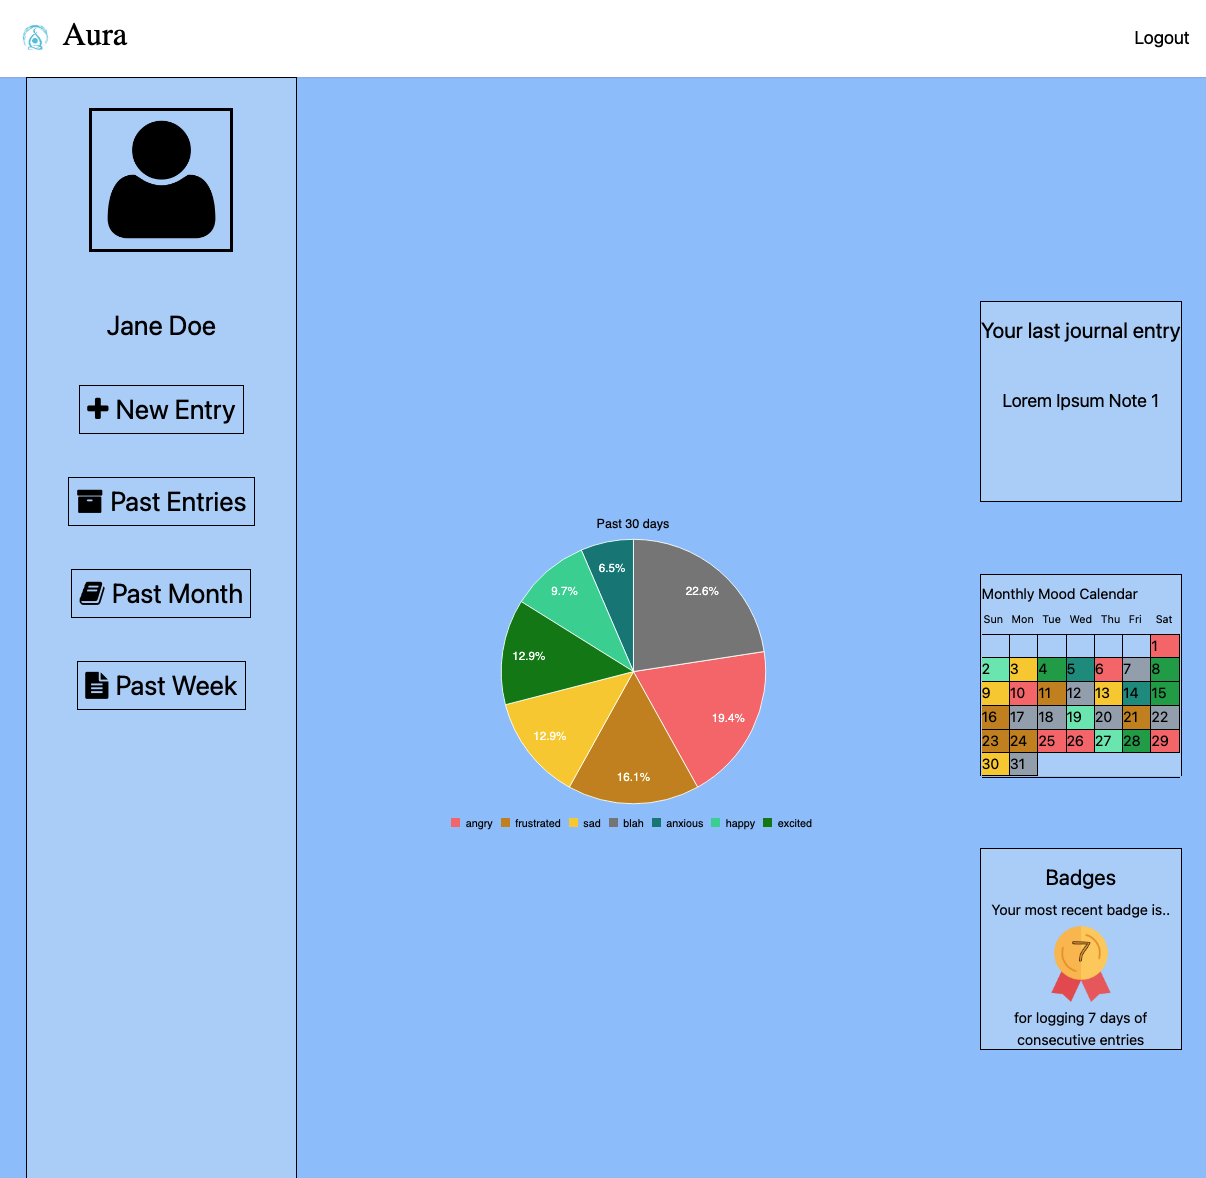 Aura
Logout
Jane Doe
New Entry
Past Entries
Past Month
Past Week
Past 30 days
6.5%
22.6%
9.7%
12.9%
19.4%
12.9%
16.1%
angry frustrated sad blah anxious happy excited
Your last journal entry
Lorem Ipsum Note 1
Monthly Mood Calendar
Sun Mon Tue Wed Thu Fri Sat
1
2 3 4 5 6 7 8
9 10 11 12 13 14 15
16 17 18 19 20 21 22
23 24 25 26 27 28 29
30 31
Badges
Your most recent badge is..
7
for logging 7 days of
consecutive entries